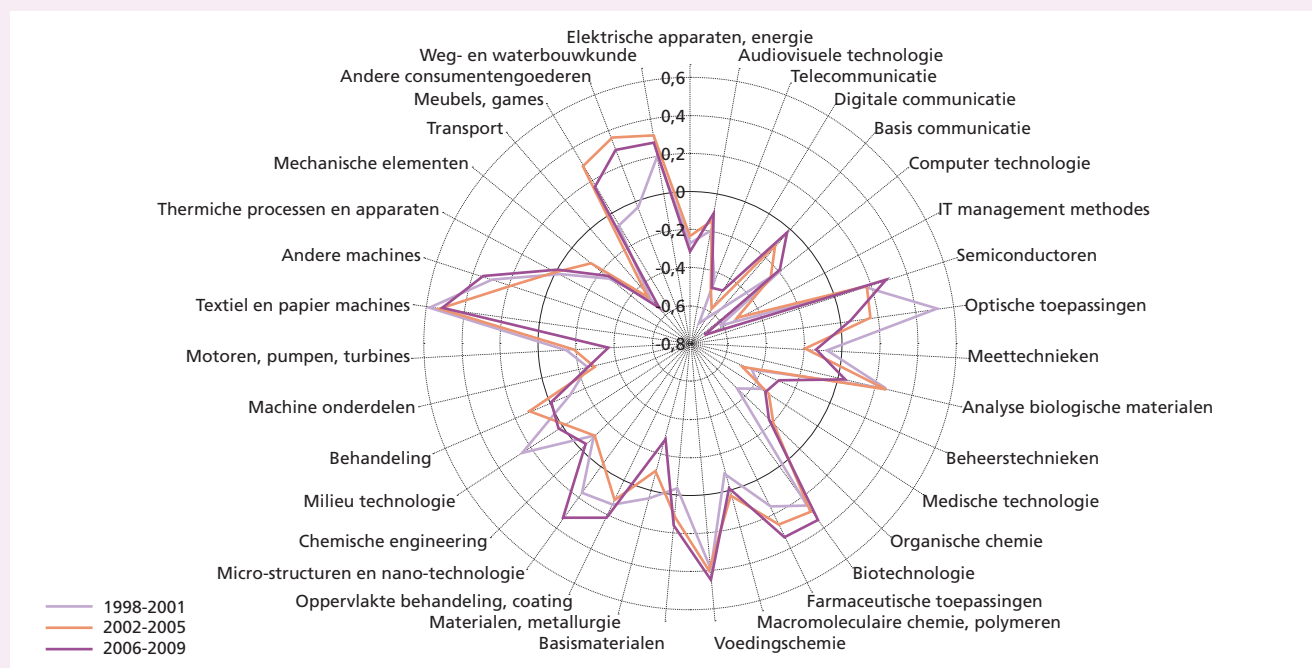 Elektrische apparaten, energie
Weg- en waterbouwkunde
Audiovisuele technologie
Andere consumentengoederen
Telecommunicatie
Meubels, games
Digitale communicatie
Transport
Basis communicatie
Mechanische elementen
Computer technologie
Thermiche processen en apparaten
IT management methodes
Andere machines
Semiconductoren
Textiel en papier machines
Optische toepassingen
Motoren, pumpen, turbines
Meettechnieken
Machine onderdelen
Analyse biologische materialen
Behandeling
Beheerstechnieken
Milieu technologie
Medische technologie
Chemische engineering
Organische chemie
Micro-structuren en nano-technologie
Biotechnologie
Oppervlakte behandeling, coating
Farmaceutische toepassingen
Materialen, metallurgie
Macromoleculaire chemie, polymeren
Basismaterialen
Voedingschemie
0,6
0,4
0,2
0
-0,2
-0,4
-0,6
-0,8
1998-2001
2002-2005
2006-2009